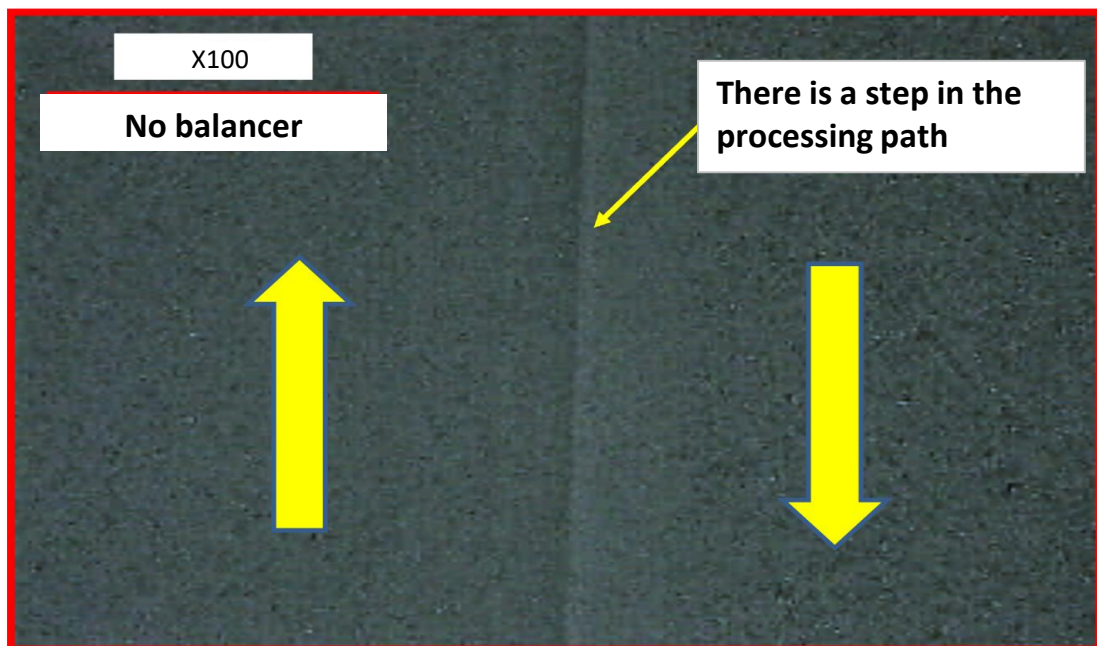 X100
No balancer
There is a step in the
processing path